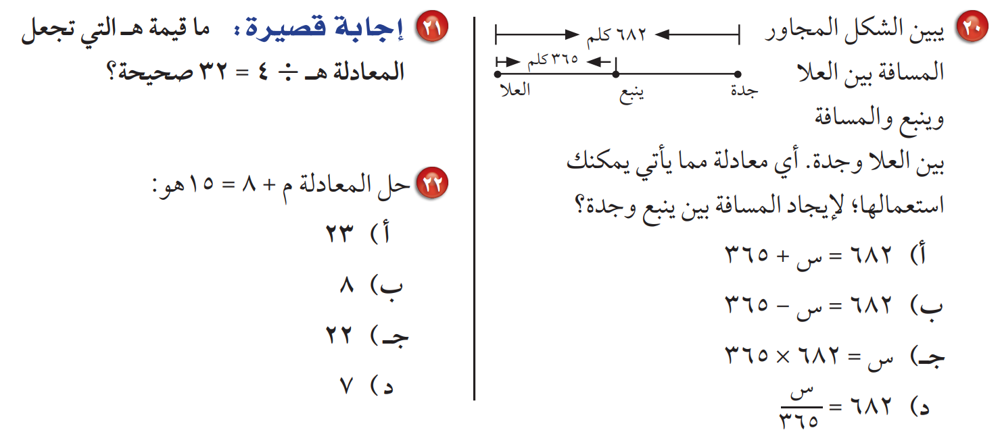 ٢٠ يبين الشكل المجاور
المسافة بين العلا
وينبع والمسافة
بين العلا وجدة. أي معادلة مما يأتي يمكنك
استعمالها؛ لإيجاد المسافة بين ينبع وجدة؟
٦٨٢ كلم
٣٦٥ كلم
جدة ينبع العلا
أ) ٦٨٢ = س + ٣٦٥
ب) ٦٨٢ = س − ٣٦٥
جـ) س = ٦٨٢ × ٣٦٥
د) ٦٨٢ = س / ٣٦٥
٢١ إجابة قصيرة: ما قيمة هـ التي تجعل
المعادلة هـ ÷ ٤ = ٣٢ صحيحة؟
٢٢ حل المعادلة م + ٨ = ١٥ هو:
أ) ٢٣
ب) ٨
جـ) ٢٢
د) ٧